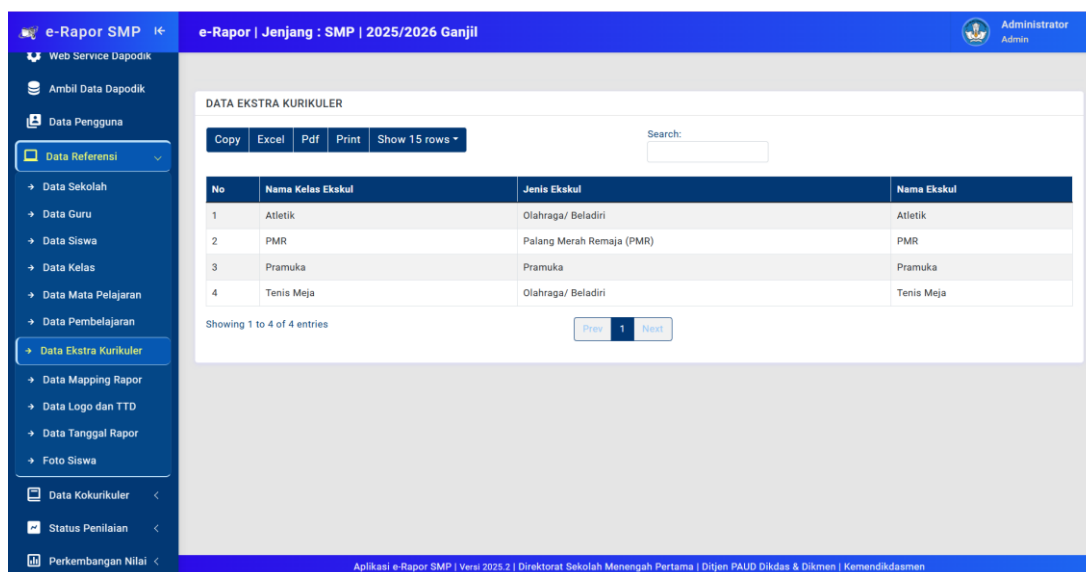 e-Rapor SMP
e-Rapor | Jenjang : SMP | 2025/2026 Ganjil
Administrator
Admin
Web Service Dapodik
Ambil Data Dapodik
Data Pengguna
Data Referensi
Data Sekolah
Data Guru
Data Siswa
Data Kelas
Data Mata Pelajaran
Data Pembelajaran
Data Ekstra Kurikuler
Data Mapping Rapor
Data Logo dan TTD
Data Tanggal Rapor
Foto Siswa
Data Kokurikuler
Status Penilaian
Perkembangan Nilai
DATA EKSTRA KURIKULER
Copy Excel Pdf Print Show 15 rows
Search:
No Nama Kelas Ekskul Jenis Ekskul Nama Ekskul
1 Atletik Olahraga/ Beladiri Atletik
2 PMR Palang Merah Remaja (PMR) PMR
3 Pramuka Pramuka Pramuka
4 Tenis Meja Olahraga/ Beladiri Tenis Meja
Showing 1 to 4 of 4 entries
Prev 1 Next
Aplikasi e-Rapor SMP | Versi 2025.2 | Direktorat Sekolah Menengah Pertama | Ditjen PAUD Dikdas & Dikmen | Kemendikdasmen